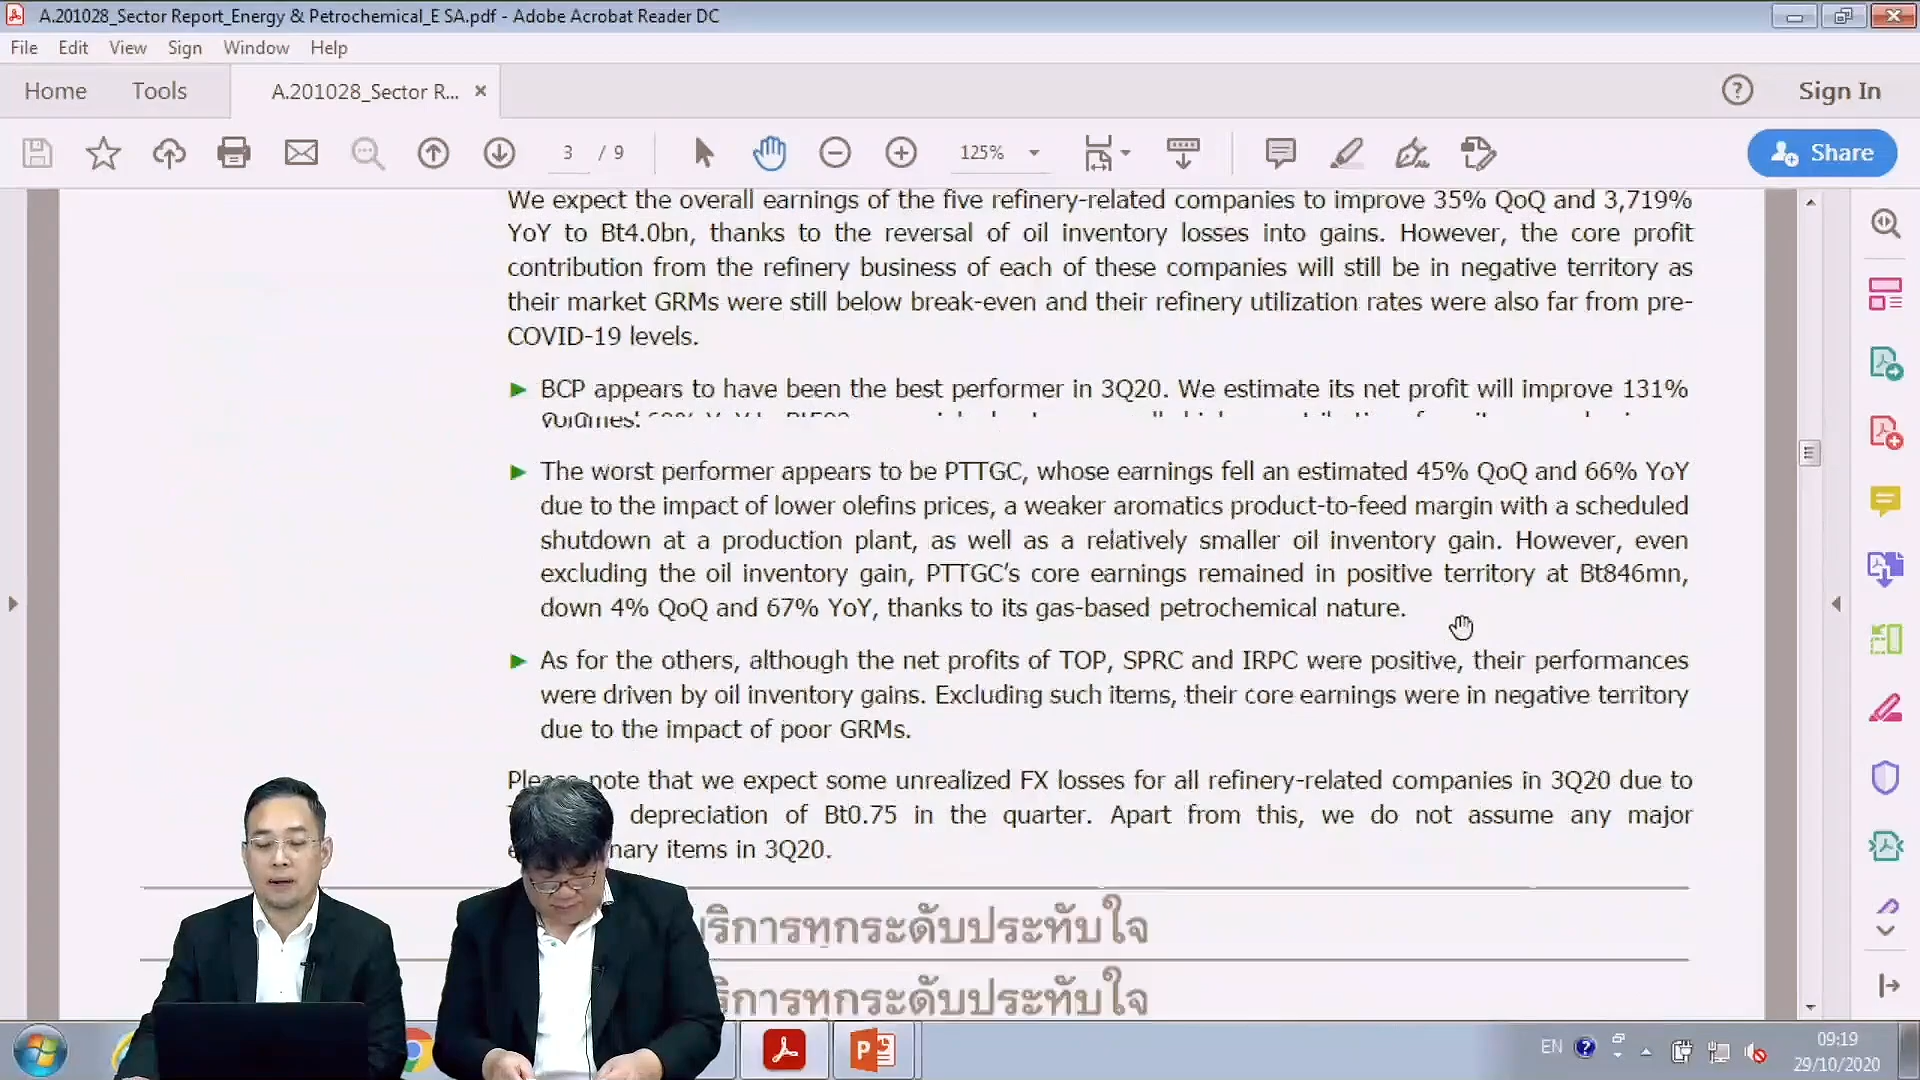 A.201028_Sector Report_Energy & Petrochemical_E SA.pdf - Adobe Acrobat Reader DC
File Edit View Sign Window Help
Home Tools A.201028_Sector R... Sign In
3 / 9 125% Share
We expect the overall earnings of the five refinery-related companies to improve 35% QoQ and 3,719%
YoY to Bt4.0bn, thanks to the reversal of oil inventory losses into gains. However, the core profit
contribution from the refinery business of each of these companies will still be in negative territory as
their market GRMs were still below break-even and their refinery utilization rates were also far from pre-
COVID-19 levels.
► BCP appears to have been the best performer in 3Q20. We estimate its net profit will improve 131%
volumes.
► The worst performer appears to be PTTGC, whose earnings fell an estimated 45% QoQ and 66% YoY
due to the impact of lower olefins prices, a weaker aromatics product-to-feed margin with a scheduled
shutdown at a production plant, as well as a relatively smaller oil inventory gain. However, even
excluding the oil inventory gain, PTTGC's core earnings remained in positive territory at Bt846mn,
down 4% QoQ and 67% YoY, thanks to its gas-based petrochemical nature.
► As for the others, although the net profits of TOP, SPRC and IRPC were positive, their performances
were driven by oil inventory gains. Excluding such items, their core earnings were in negative territory
due to the impact of poor GRMs.
Please note that we expect some unrealized FX losses for all refinery-related companies in 3Q20 due to
depreciation of Bt0.75 in the quarter. Apart from this, we do not assume any major
items in 3Q20.
ริการทุกระดับประทับใจ
ริการทุกระดับประทับใจ
EN 09:19
29/10/2020